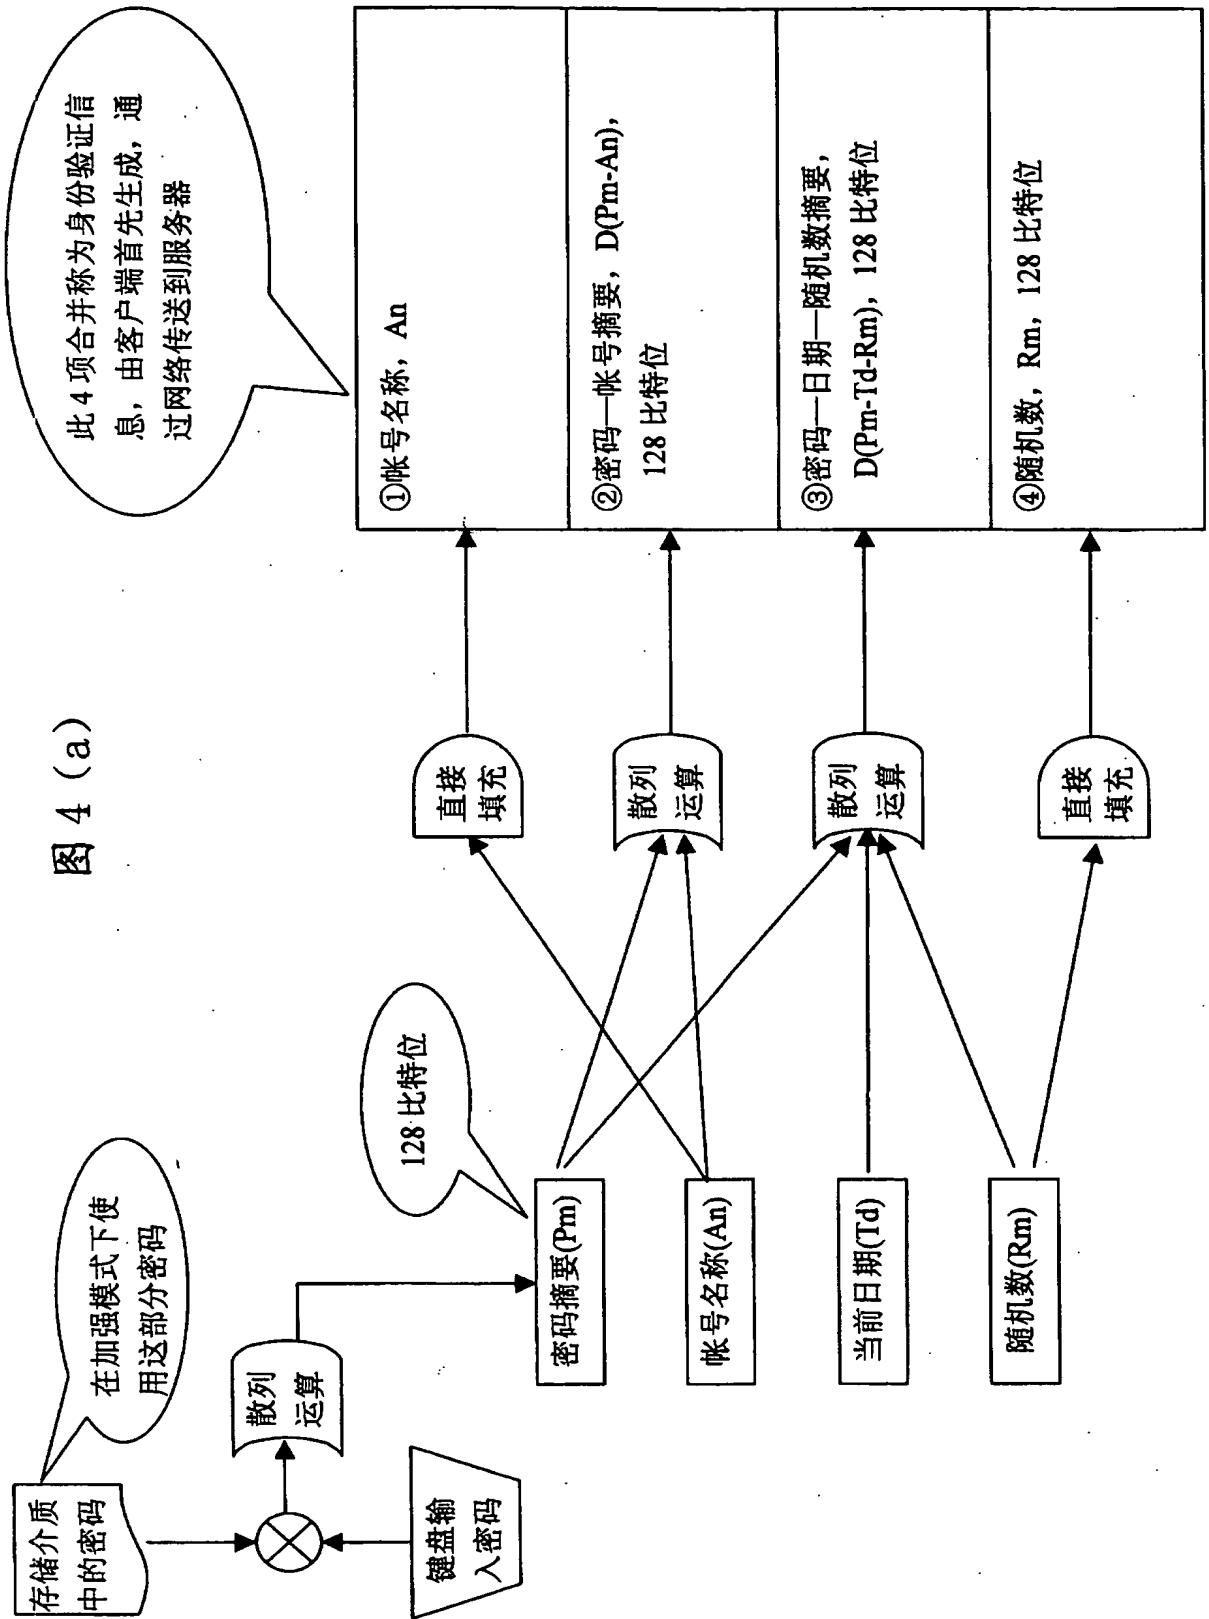 存储介质
中的密码
在加强模式下使
用这部分密码
键盘输
入密码
散列
运算
128 比特位
密码摘要(Pm)
帐号名称(An)
当前日期(Td)
随机数(Rm)
直接
填充
散列
运算
散列
运算
直接
填充
此 4 项合并称为身份验证信
息，由客户端首先生成，通
过网络传送到服务器
①帐号名称，An
②密码—帐号摘要，D(Pm-An)，
128 比特位
③密码—日期—随机数摘要，
D(Pm-Td-Rm)，128 比特位
④随机数，Rm，128 比特位
图 4 (a)